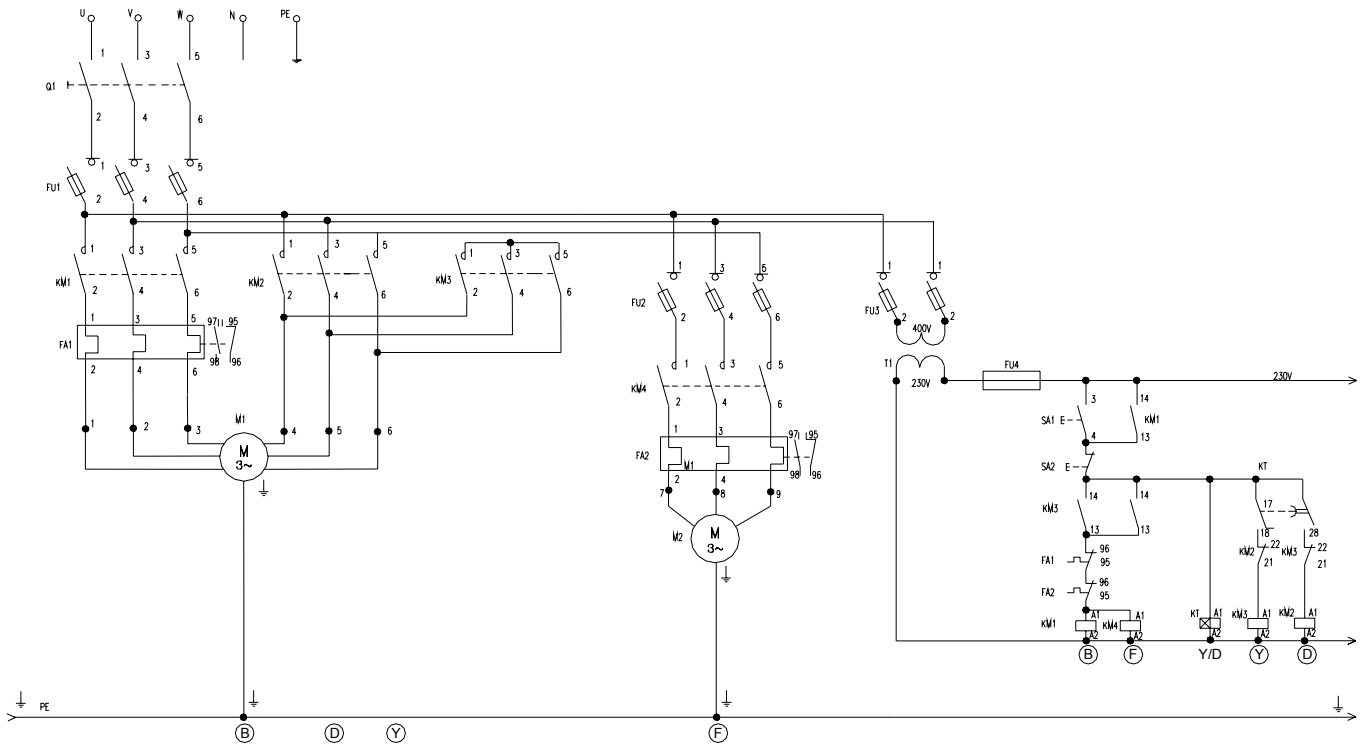 U V W N PE
1 3 5
Q1
2 4 6
1 3 5
FU1
2 4 6
1 3 5 1 3 5 3 5
1
KM1 KM2 KM3
2 4 6 2 4 6 2 4 6
1 1
1 3 5
FU2 FU3
2 4 6 2 2
400V
T1
230V
FU4
230V
1 3 5 97 95
FA1
98 96
2 4 6
1 3 5
KM4
2 4 6
1 2 3
M1
4 5 6
M
3~
1 3 97 95
FA2 M1
98 96
2 4
7 8 9
M2
M
3~
3 14
SA1 E
KM1
4 13
SA2 E
KT
14 14
KM3
17
13 13
18 28
22 22
KM2 KM3
21 21
96
FA1
95
96
FA2
95
KM1 A1 KM4 A1 KT A1 KM3 A1 KM2 A1
A2 A2 A2 A2 A2
B F Y/D Y D
PE
B D Y F